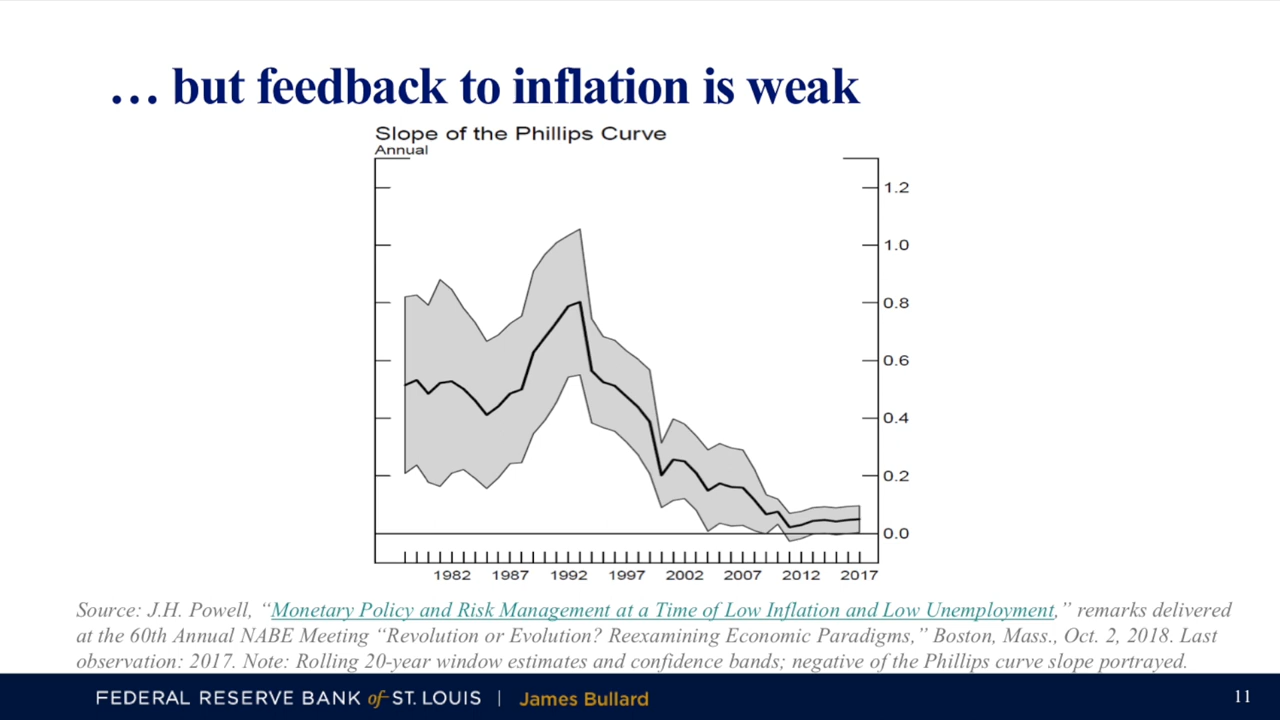 … but feedback to inflation is weak
Slope of the Phillips Curve
Annual
1.2
1.0
0.8
0.6
0.4
0.2
0.0
1982 1987 1992 1997 2002 2007 2012 2017
Source: J.H. Powell, “Monetary Policy and Risk Management at a Time of Low Inflation and Low Unemployment,” remarks delivered
at the 60th Annual NABE Meeting “Revolution or Evolution? Reexamining Economic Paradigms,” Boston, Mass., Oct. 2, 2018. Last
observation: 2017. Note: Rolling 20-year window estimates and confidence bands; negative of the Phillips curve slope portrayed.
FEDERAL RESERVE BANK of ST. LOUIS | James Bullard
11